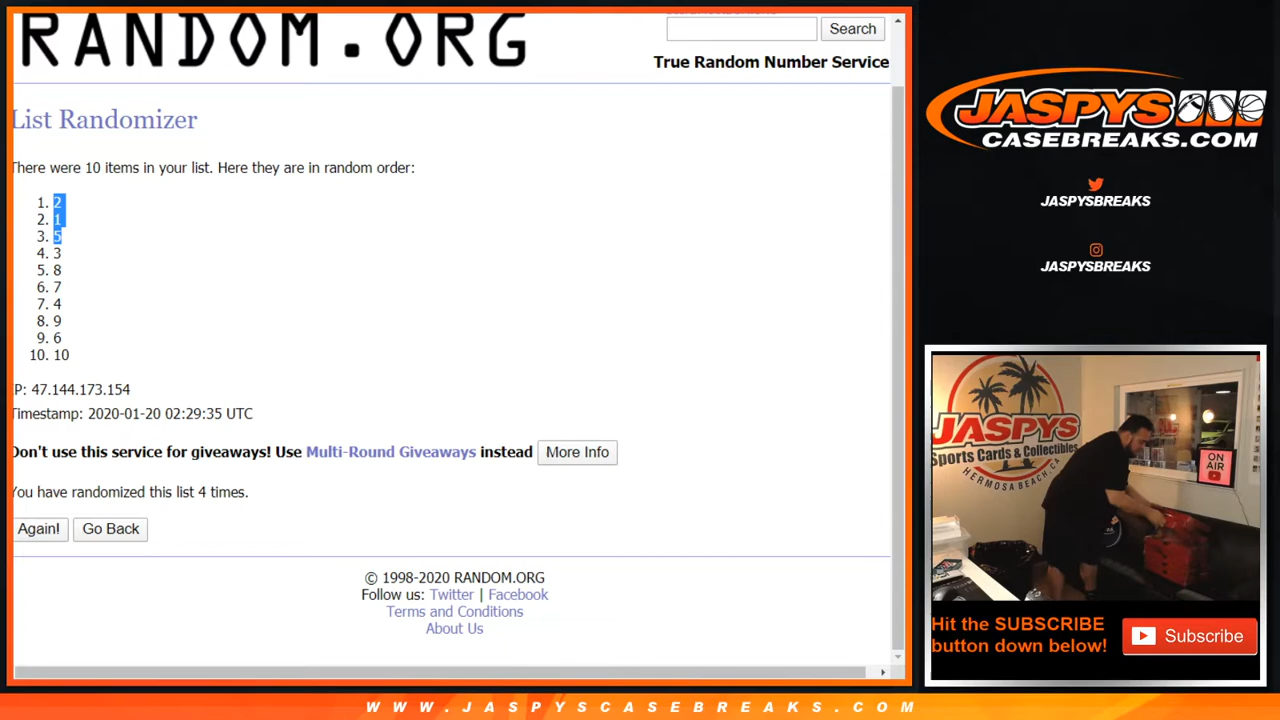 RANDOM.ORG
Search
True Random Number Service
List Randomizer
There were 10 items in your list. Here they are in random order:
1. 2
2. 1
3. 5
4. 3
5. 8
6. 7
7. 4
8. 9
9. 6
10. 10
IP: 47.144.173.154
Timestamp: 2020-01-20 02:29:35 UTC
Don't use this service for giveaways! Use Multi-Round Giveaways instead More Info
You have randomized this list 4 times.
Again! Go Back
© 1998-2020 RANDOM.ORG
Follow us: Twitter | Facebook
Terms and Conditions
About Us
JASPYS
CASEBREAKS.COM
JASPYSBREAKS
JASPYSBREAKS
JASPYS
Sports Cards & Collectibles
HERMOSA BEACH, CA
ON
AIR
Hit the SUBSCRIBE
button down below!
Subscribe
WWW.JASPYSCASEBREAKS.COM